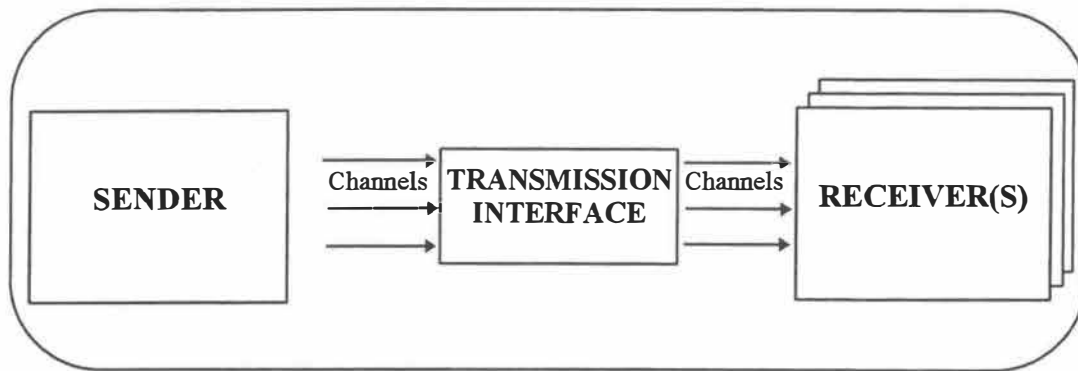 SENDER
Channels
TRANSMISSION
INTERFACE
Channels
RECEIVER(S)